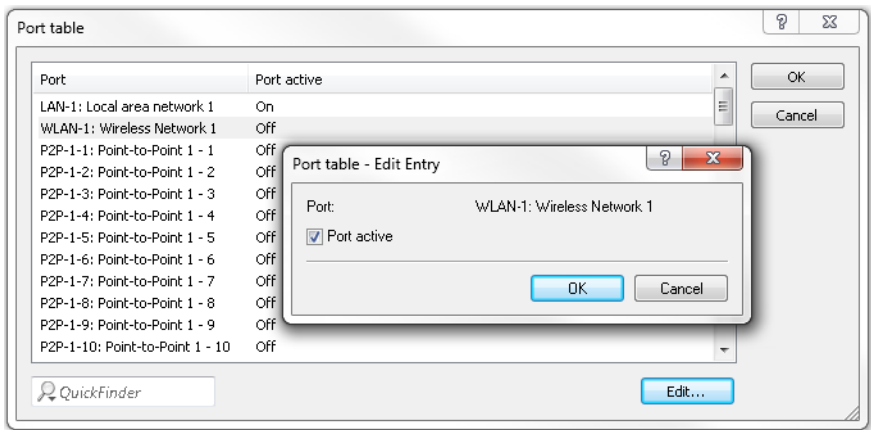 Port table
Port Port active
OK
LAN-1: Local area network 1 On
Cancel
WLAN-1: Wireless Network 1 Off
P2P-1-1: Point-to-Point 1 - 1 Off
P2P-1-2: Point-to-Point 1 - 2 Off
P2P-1-3: Point-to-Point 1 - 3 Off
P2P-1-4: Point-to-Point 1 - 4 Off
P2P-1-5: Point-to-Point 1 - 5 Off
P2P-1-6: Point-to-Point 1 - 6 Off
P2P-1-7: Point-to-Point 1 - 7 Off
P2P-1-8: Point-to-Point 1 - 8 Off
P2P-1-9: Point-to-Point 1 - 9 Off
P2P-1-10: Point-to-Point 1 - 10 Off
Port table - Edit Entry
Port: WLAN-1: Wireless Network 1
Port active
OK Cancel
QuickFinder
Edit...